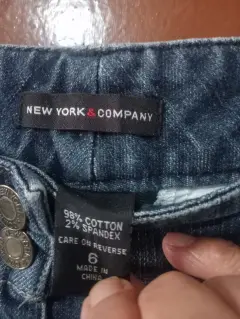 NEW YORK & COMPANY
98% COTTON
2% SPANDEX
CARE ON REVERSE
6
MADE IN
CHINA